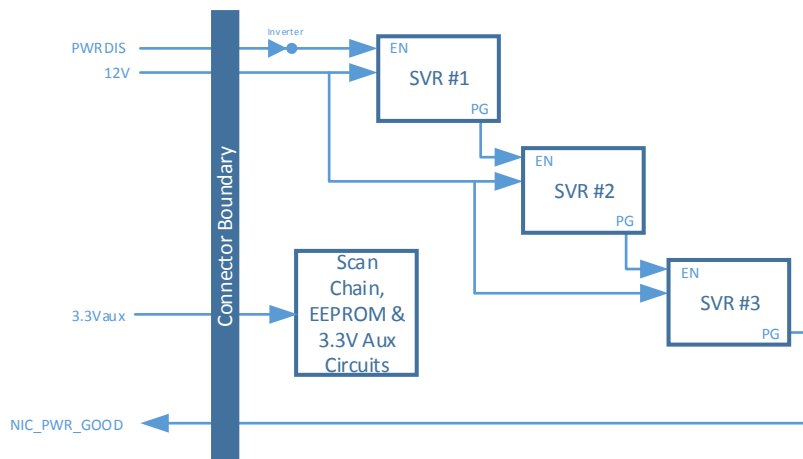 PWRDIS
Inverter
12V
EN
SVR #1
PG
EN
SVR #2
PG
EN
SVR #3
PG
Connector Boundary
Scan
Chain,
EEPROM &
3.3V Aux
Circuits
3.3Vaux
NIC_PWR_GOOD